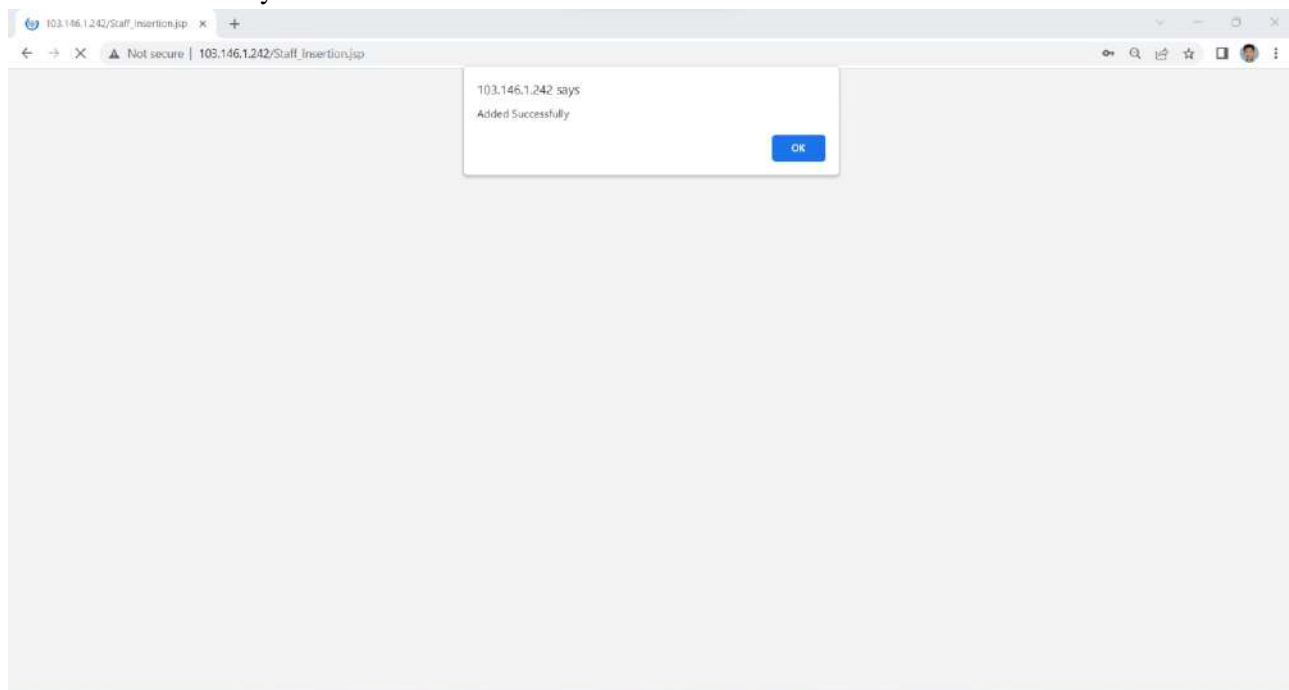 103.146.1.242/Staff_Insertion.jsp
Not secure | 103.146.1.242/Staff_Insertion.jsp
103.146.1.242 says
Added Successfully
OK